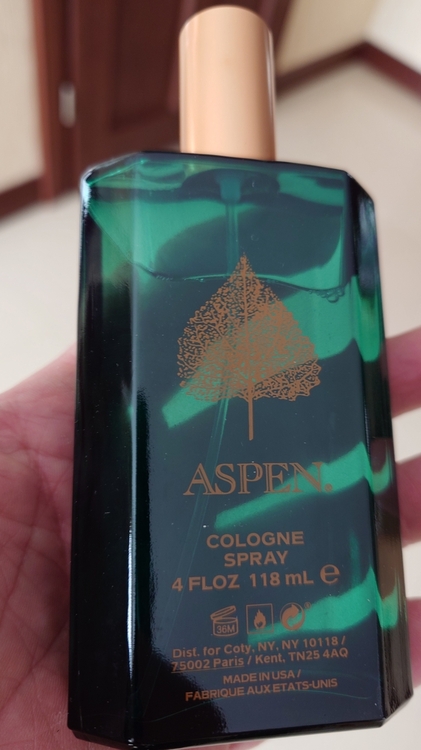 ASPEN.
COLOGNE
SPRAY
4 FLOZ 118 mL e
36M
Dist. for Coty, NY. NY 10118 /
75002 Paris / Kent. TN25 4AQ
MADE IN USA /
FABRIQUE AUX ETATS-UNIS